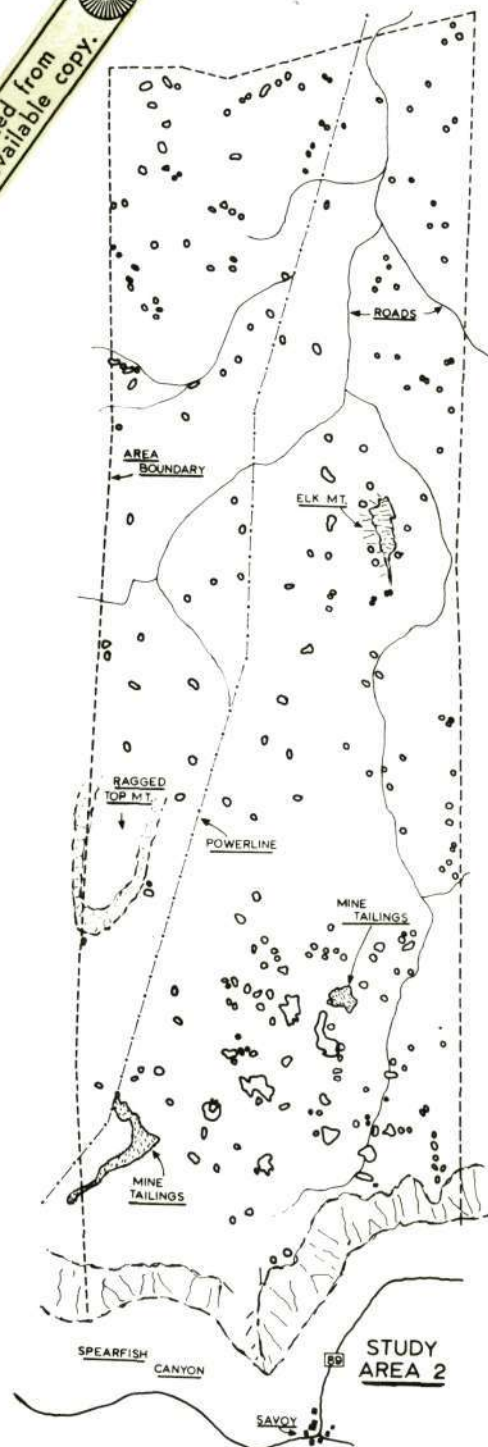 ed from
vailable copy.
ROADS
AREA
BOUNDARY
ELK MT.
RAGGED
TOP MT.
POWERLINE
MINE
TAILINGS
MINE
TAILINGS
SPEARFISH
CANYON
89
STUDY
AREA 2
SAVOY